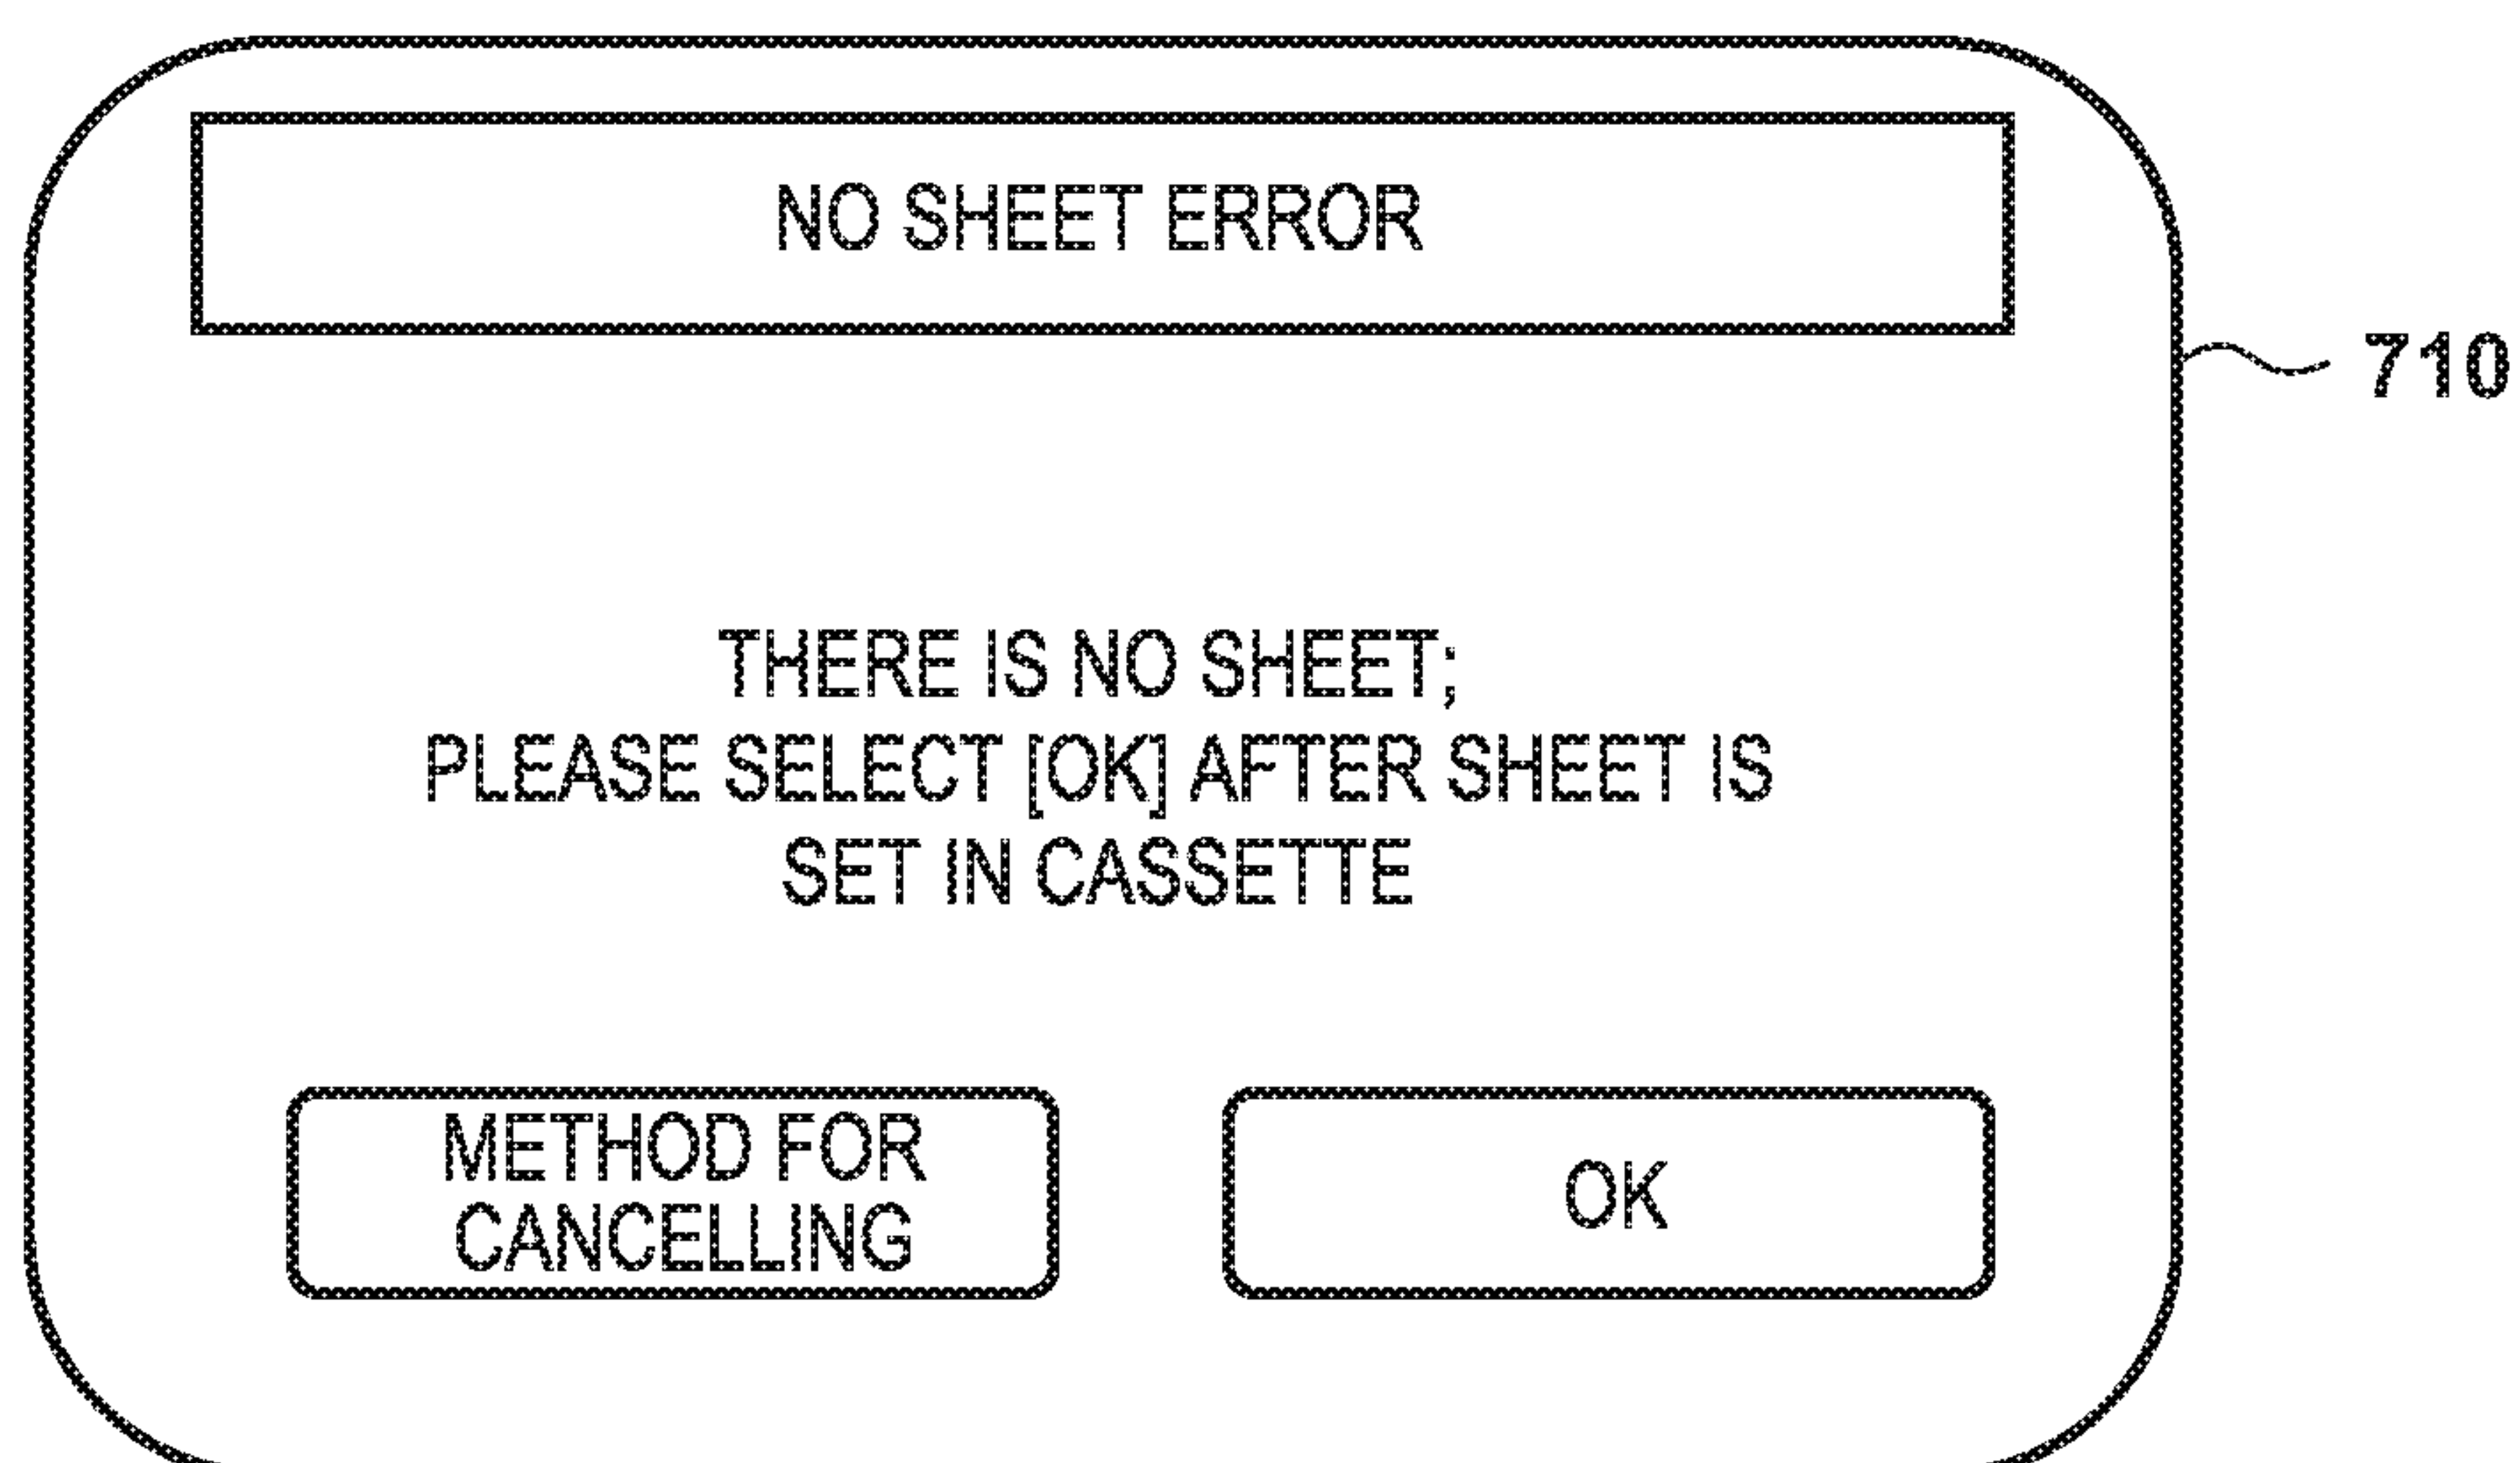 NO SHEET ERROR
710
THERE IS NO SHEET;
PLEASE SELECT [OK] AFTER SHEET IS
SET IN CASSETTE
METHOD FOR
CANCELLING
OK